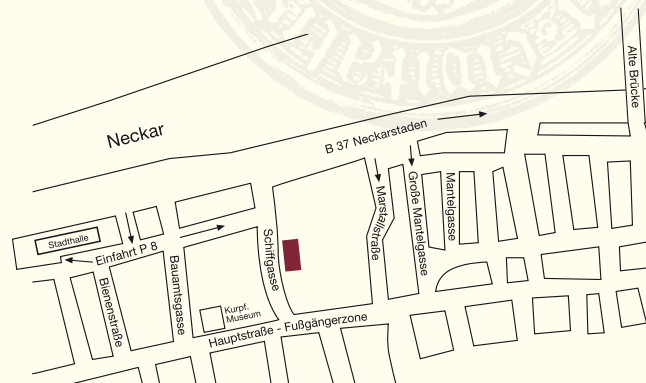 Alte Brücke
Neckar
B 37 Neckarstaden
Stadthalle
Einfahrt P 8
Bienenstraße
Bauamtsgasse
Schiffgasse
Marstallstraße
Große Mantelgasse
Mantelgasse
Kurpf.
Museum
Hauptstraße - Fußgängerzone